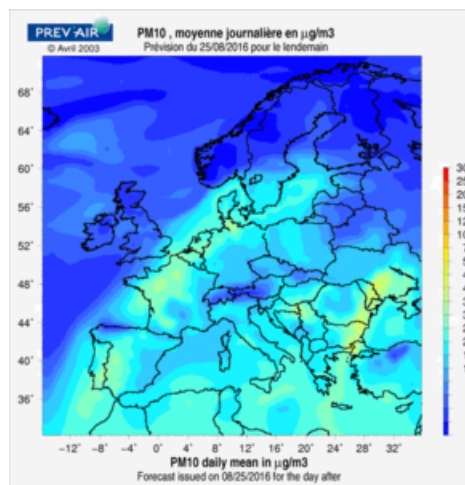 PREV'AIR
© Avril 2003
PM10 , moyenne journalière en µg/m3
Prévision du 25/08/2016 pour le lendemain
68°
64°
60°
56°
52°
48°
44°
40°
36°
−12° −8° −4° 0° 4° 8° 12° 16° 20° 24° 28° 32°
PM10 daily mean in µg/m3
Forecast issued on 08/25/2016 for the day after